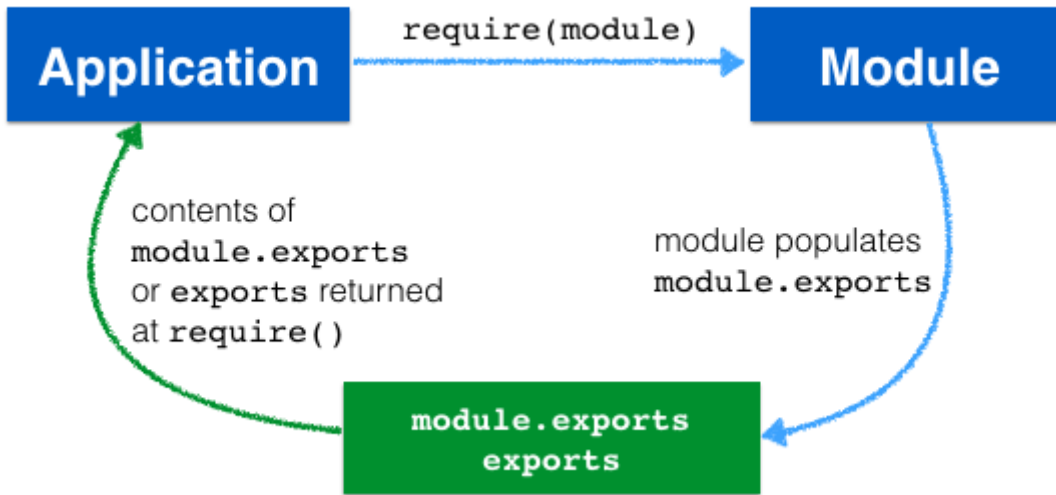 Application
require(module)
Module
contents of
module.exports
or exports returned
at require()
module populates
module.exports
module.exports
exports